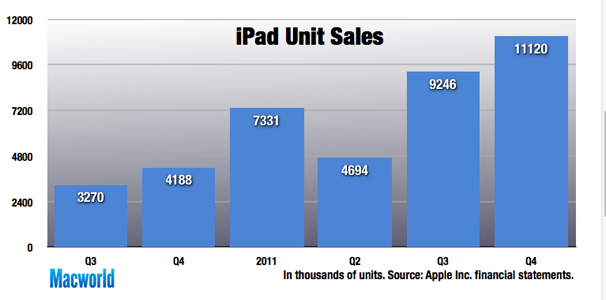 iPad Unit Sales
12000
9600
7200
4800
2400
0
3270
4188
7331
4694
9246
11120
Q3
Q4
2011
Q2
Q3
Q4
Macworld
In thousands of units. Source: Apple Inc. financial statements.